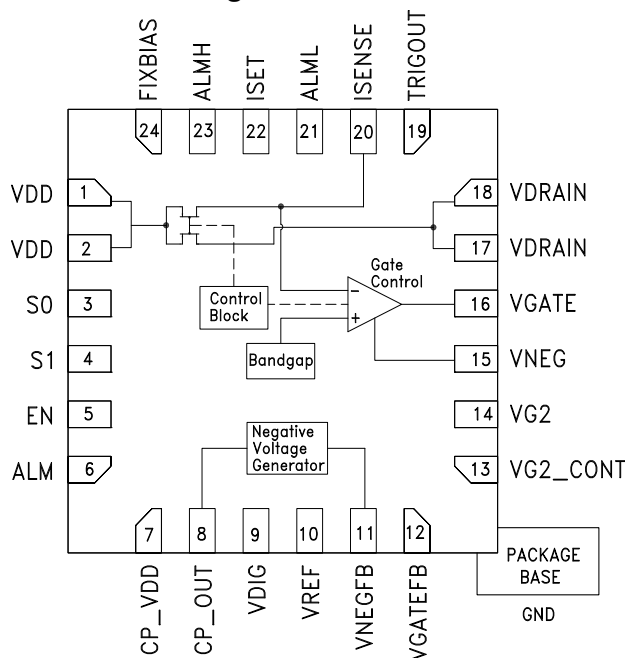 FIXBIAS
ALMH
ISET
ALML
ISENSE
TRIGOUT
24
23
22
21
20
19
VDD
1
18
VDRAIN
VDD
2
17
VDRAIN
Gate
Control
S0
3
Control
Block
−
+
16
VGATE
S1
4
Bandgap
15
VNEG
EN
5
14
VG2
Negative
Voltage
Generator
ALM
6
13
VG2_CONT
7
8
9
10
11
12
CP_VDD
CP_OUT
VDIG
VREF
VNEGFB
VGATEFB
PACKAGE
BASE
GND